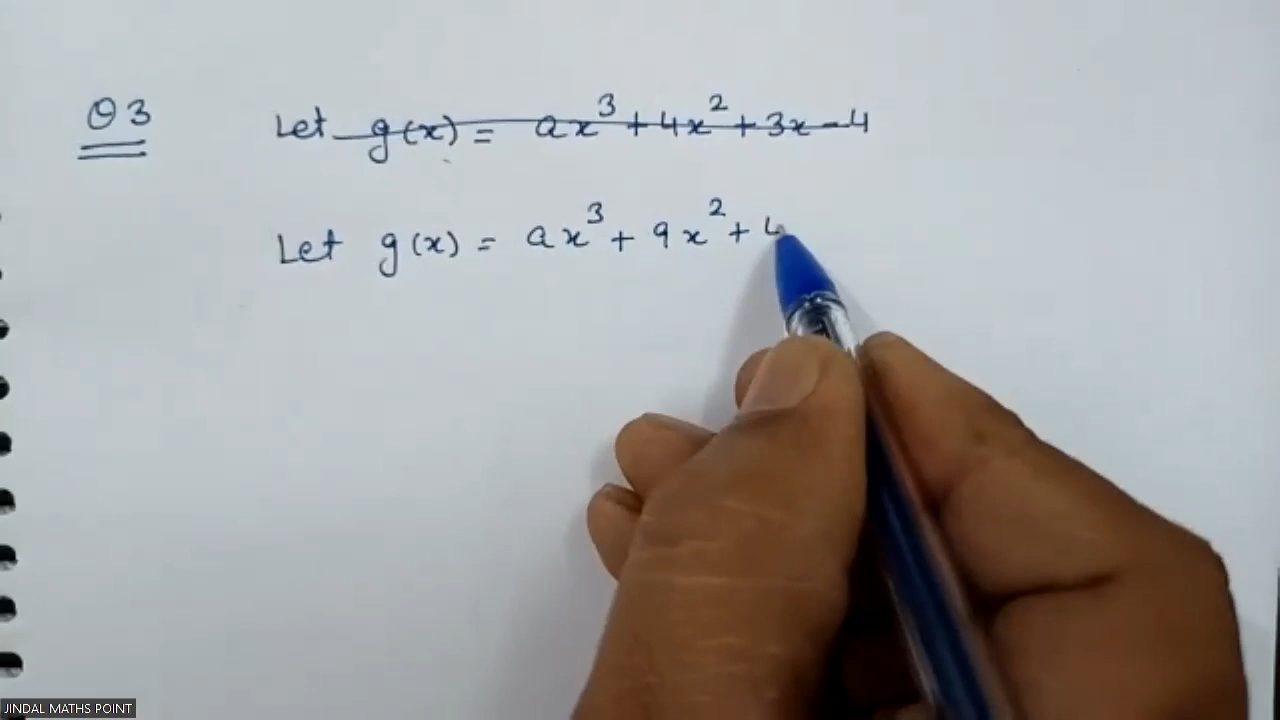 Q3
Let g(x) = ax³ + 4x² + 3x - 4
Let g(x) = ax³ + 9x² + 4
JINDAL MATHS POINT